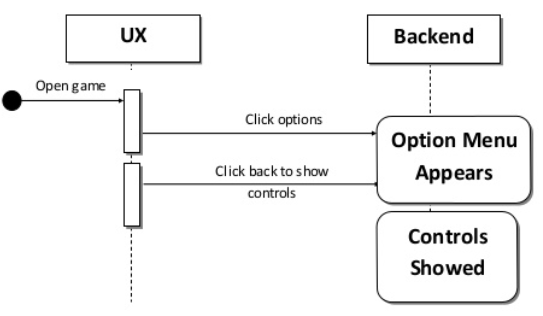 UX
Backend
Open game
Click options
Option Menu
Appears
Click back to show
controls
Controls
Showed